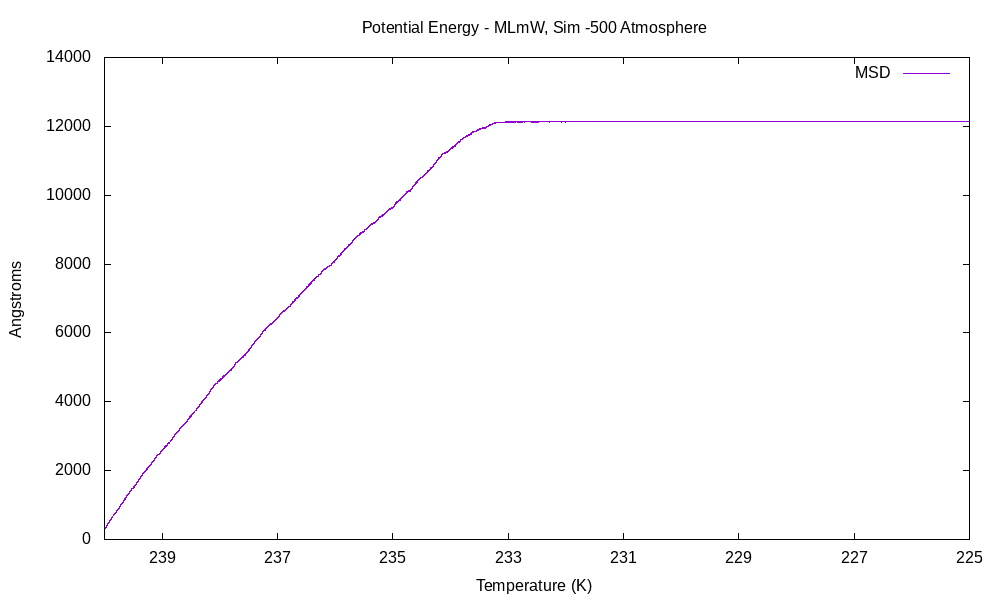 Potential Energy - MLmW, Sim -500 Atmosphere
14000
MSD
12000
10000
8000
Angstroms
6000
4000
2000
0
239 237 235 233 231 229 227 225
Temperature (K)